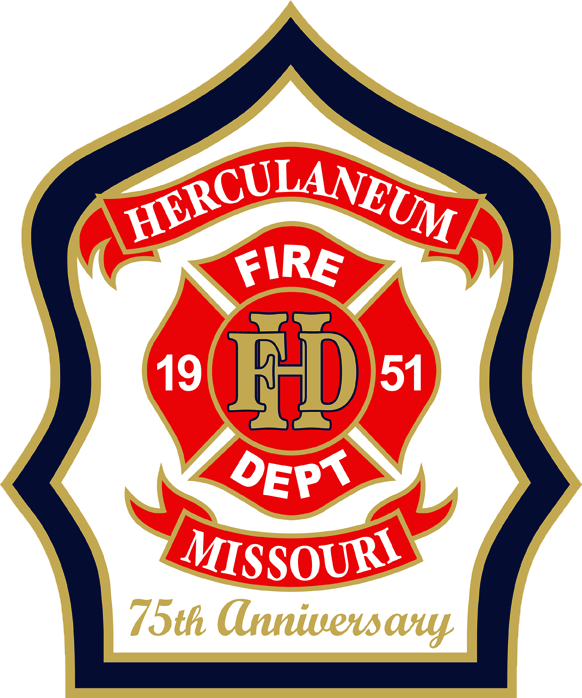 HERCULANEUM
FIRE
19 FHD 51
DEPT
MISSOURI
75th Anniversary